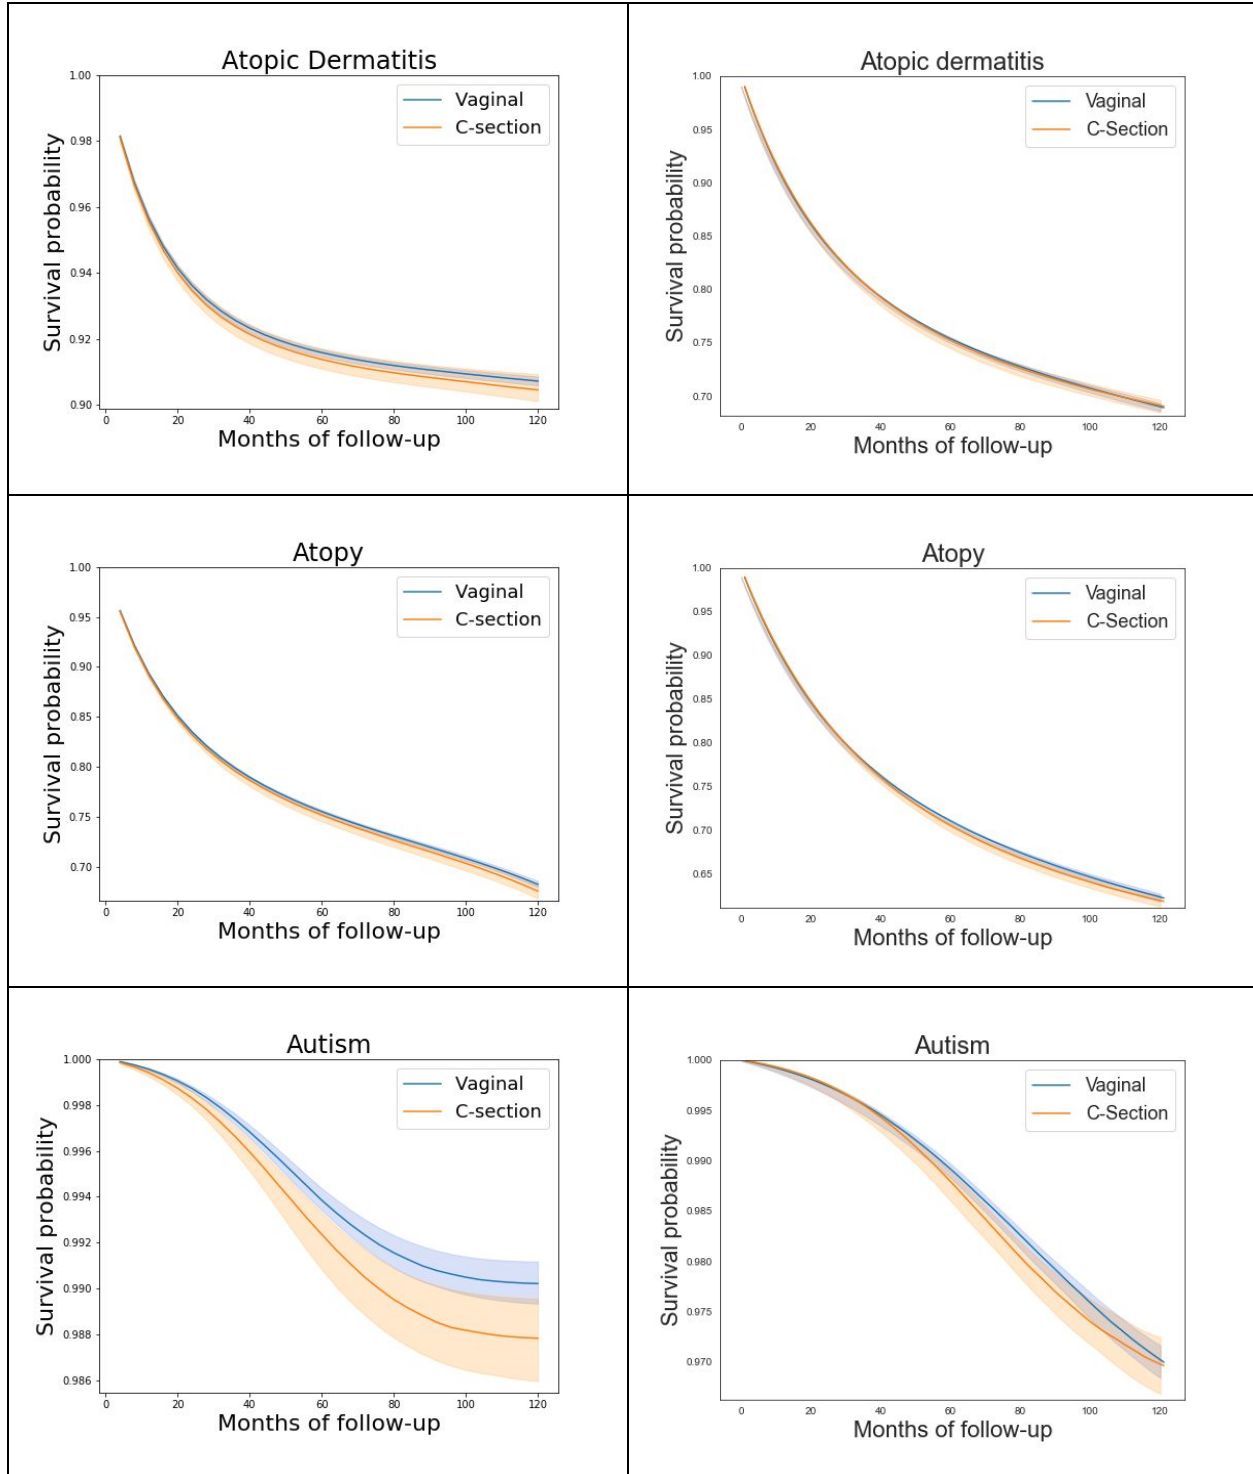 Atopic Dermatitis
1.00
0.98
0.96
0.94
0.92
0.90
Survival probability
Vaginal
C-section
0 20 40 60 80 100 120
Months of follow-up
Atopic dermatitis
1.00
0.95
0.90
0.85
0.80
0.75
0.70
Survival probability
Vaginal
C-Section
0 20 40 60 80 100 120
Months of follow-up
Atopy
1.00
0.95
0.90
0.85
0.80
0.75
0.70
Survival probability
Vaginal
C-section
0 20 40 60 80 100 120
Months of follow-up
Atopy
1.00
0.95
0.90
0.85
0.80
0.75
0.70
0.65
Survival probability
Vaginal
C-Section
0 20 40 60 80 100 120
Months of follow-up
Autism
1.000
0.998
0.996
0.994
0.992
0.990
0.988
0.986
Survival probability
Vaginal
C-section
0 20 40 60 80 100 120
Months of follow-up
Autism
1.000
0.995
0.990
0.985
0.980
0.975
0.970
Survival probability
Vaginal
C-Section
0 20 40 60 80 100 120
Months of follow-up